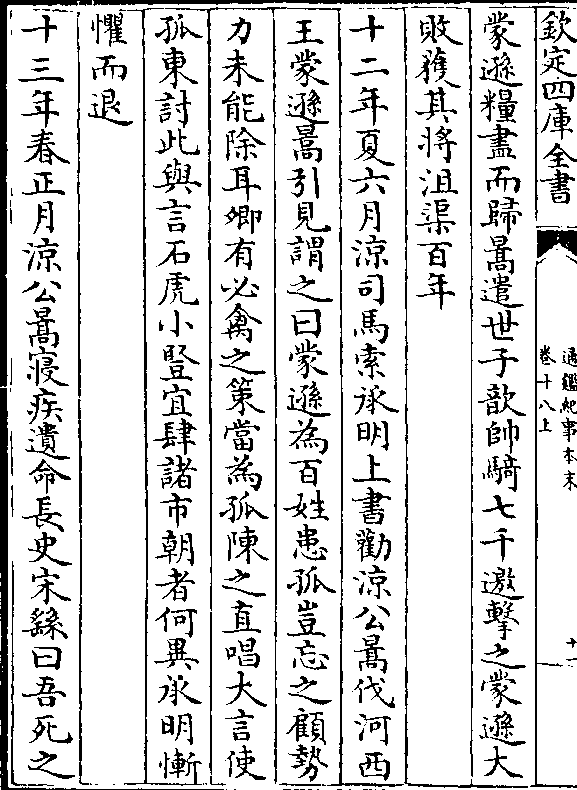 欽定四庫全書
通鑑紀事本末
卷十八上
十一
蒙遜糧盡而歸暠遣世子歆帥騎七千邀擊之蒙遜大
敗獲其將沮渠百年
十二年夏六月涼司馬索承明上書勸涼公暠伐河西
王蒙遜暠引見謂之曰蒙遜為百姓患孤豈忘之顧勢
力未能除耳卿有必禽之策當為孤陳之直唱大言使
孤東討此與言石虎小豎宜肆諸市朝者何異承明慚
懼而退
十三年春正月涼公暠寢疾遺命長史宋繇曰吾死之